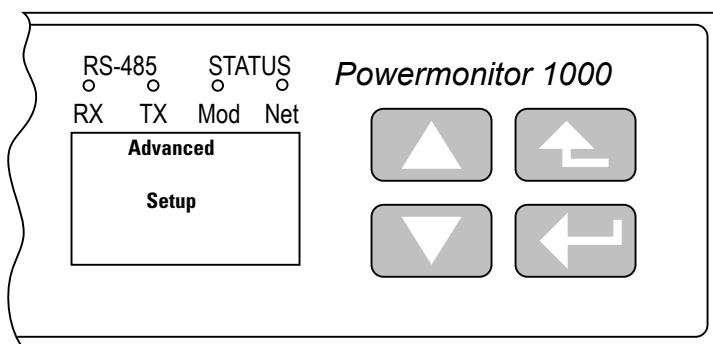 RS-485 STATUS
RX TX Mod Net
Powermonitor 1000
Advanced
Setup